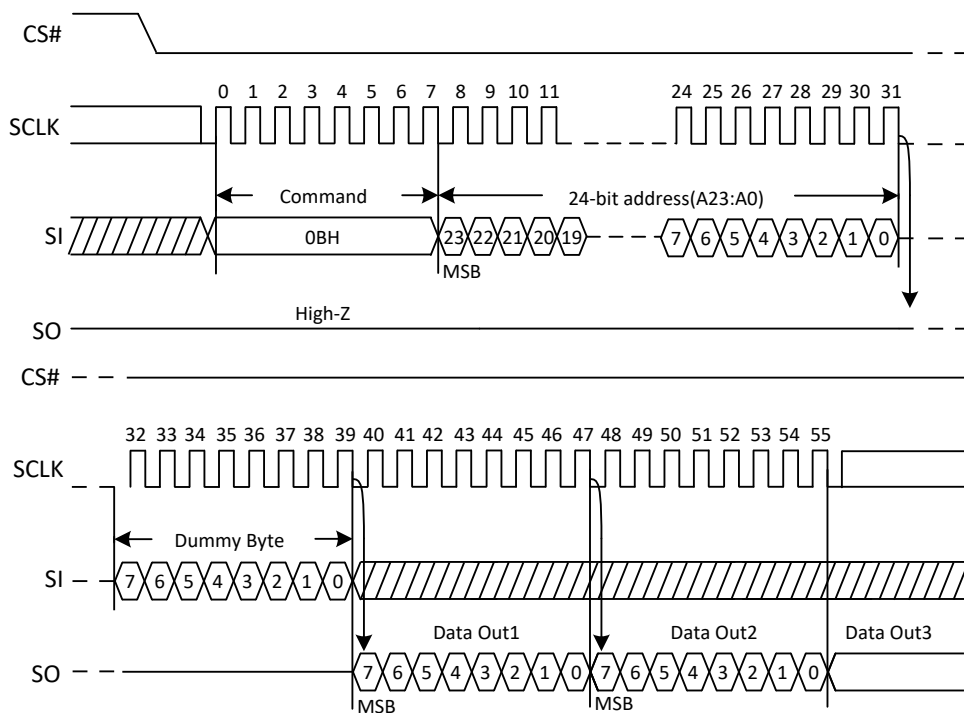 CS#
0 1 2 3 4 5 6 7 8 9 10 11 24 25 26 27 28 29 30 31
SCLK
Command 24-bit address(A23:A0)
SI 0BH 23 22 21 20 19 7 6 5 4 3 2 1 0
MSB
High-Z
SO
CS#
32 33 34 35 36 37 38 39 40 41 42 43 44 45 46 47 48 49 50 51 52 53 54 55
SCLK
Dummy Byte
SI 7 6 5 4 3 2 1 0
Data Out1 Data Out2 Data Out3
SO 7 6 5 4 3 2 1 0 7 6 5 4 3 2 1 0
MSB MSB